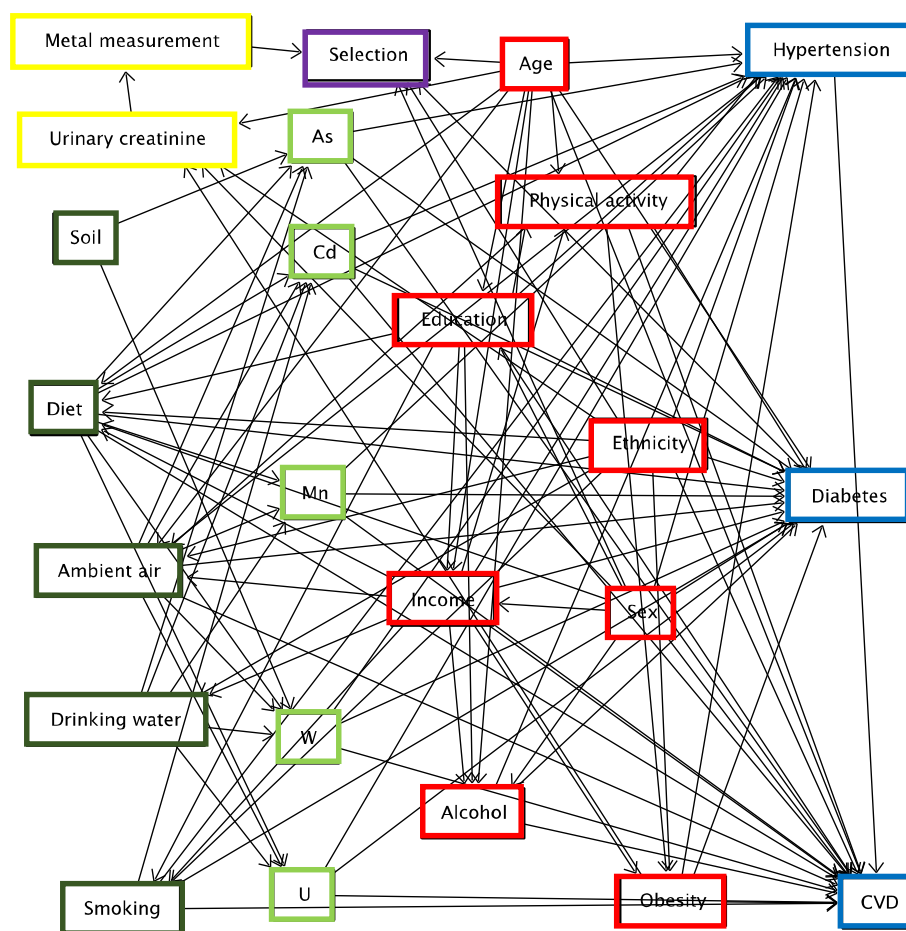 Metal measurement
Selection
Age
Hypertension
Urinary creatinine
As
Physical activity
Soil
Cd
Education
Diet
Ethnicity
Mn
Diabetes
Ambient air
Income
Sex
Drinking water
W
Alcohol
Smoking
U
Obesity
CVD